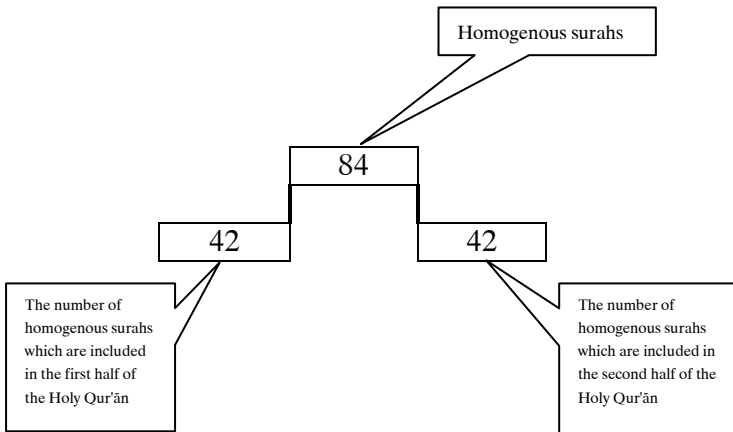 Homogenous surahs
84
42
42
The number of
homogenous surahs
which are included
in the first half of
the Holy Qur'ān
The number of
homogenous surahs
which are included in
the second half of the
Holy Qur'ān